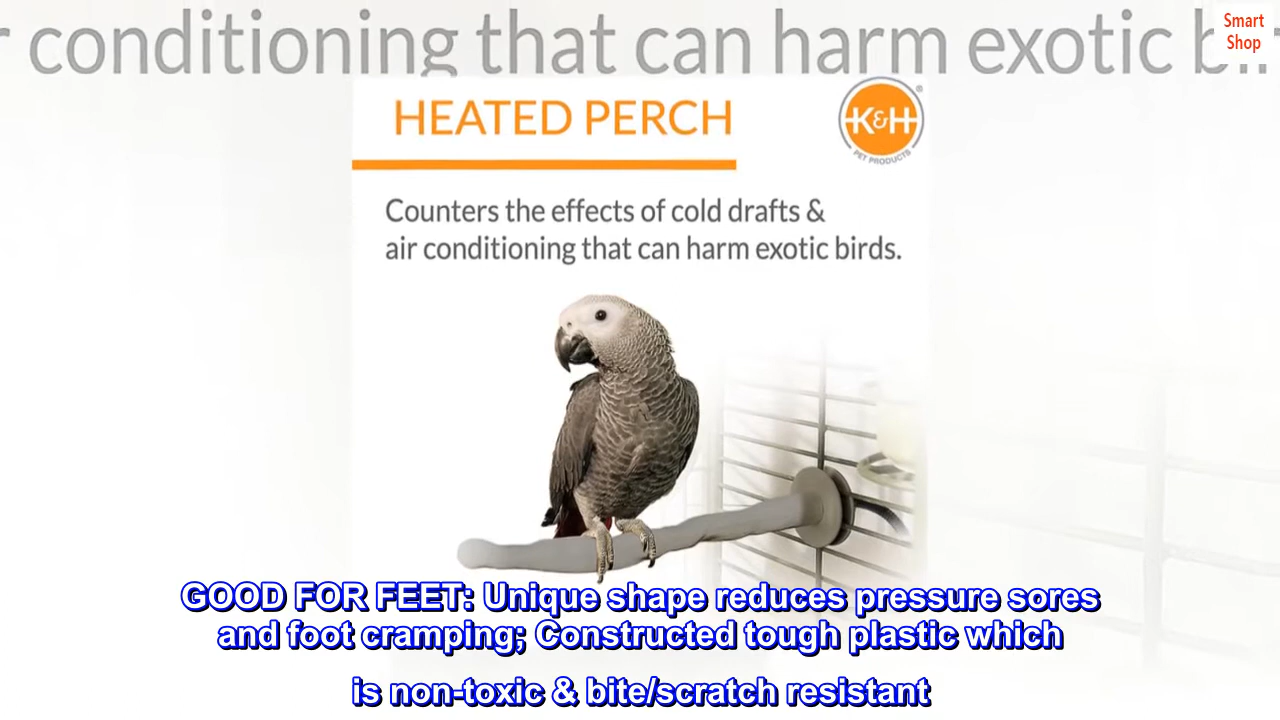 r conditioning that can harm exotic b
Smart
Shop
HEATED PERCH
K&H
®
PET PRODUCTS
Counters the effects of cold drafts &
air conditioning that can harm exotic birds.
GOOD FOR FEET: Unique shape reduces pressure sores
and foot cramping; Constructed tough plastic which
is non-toxic & bite/scratch resistant